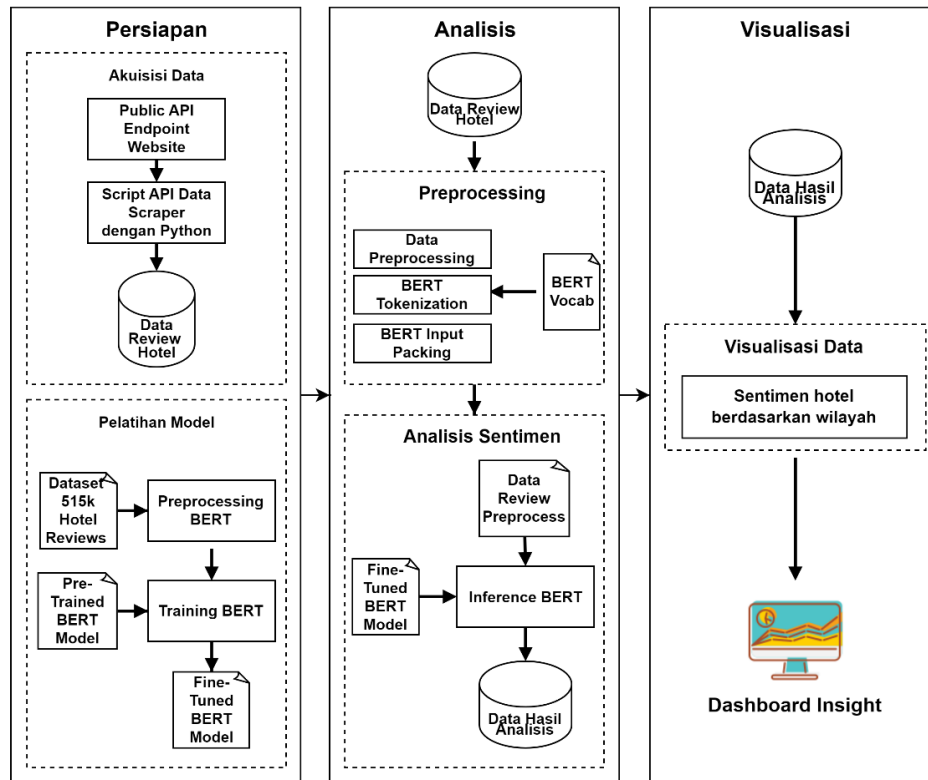 Persiapan
Akuisisi Data
Public API
Endpoint
Website
Script API Data
Scraper
dengan Python
Data
Review
Hotel
Pelatihan Model
Dataset
515k
Hotel
Reviews
Preprocessing
BERT
Pre-
Trained
BERT
Model
Training BERT
Fine-
Tuned
BERT
Model
Analisis
Data Review
Hotel
Preprocessing
Data
Preprocessing
BERT
Tokenization
BERT
Vocab
BERT Input
Packing
Analisis Sentimen
Data
Review
Preprocess
Fine-
Tuned
BERT
Model
Inference BERT
Data Hasil
Analisis
Visualisasi
Data Hasil
Analisis
Visualisasi Data
Sentimen hotel
berdasarkan wilayah
Dashboard Insight